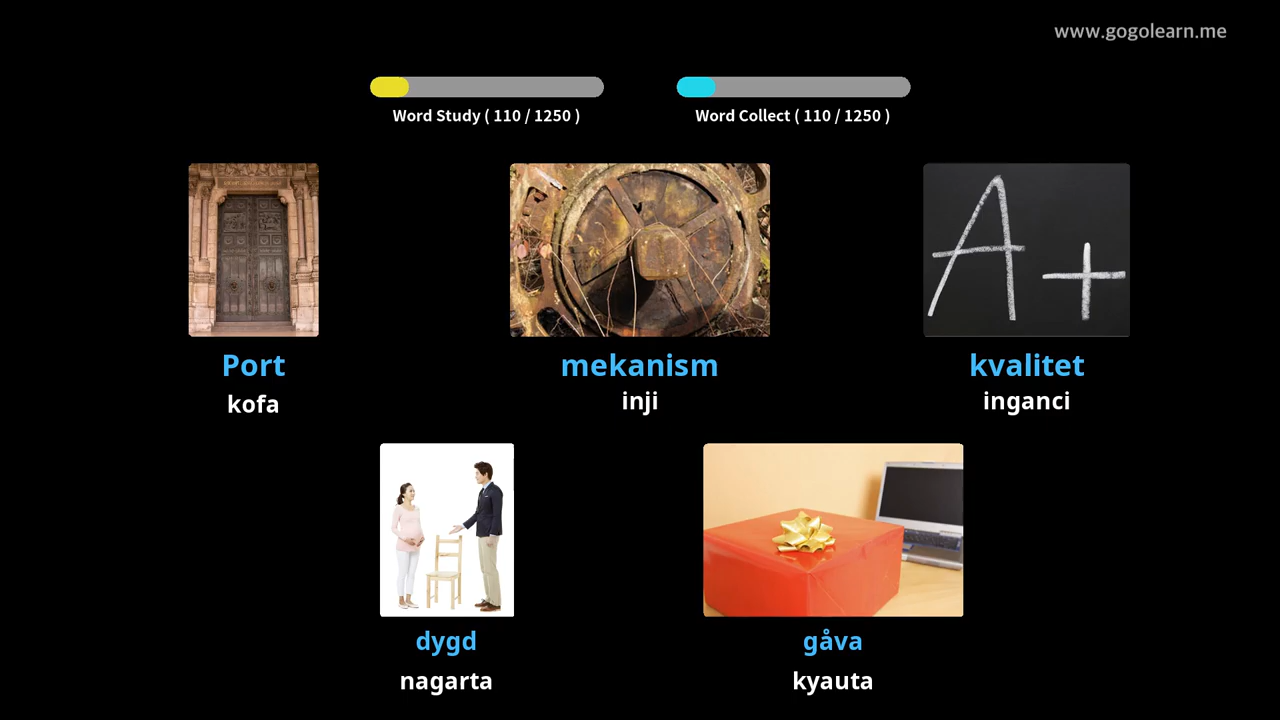 www.gogolearn.me
Word Study ( 110 / 1250 )
Word Collect ( 110 / 1250 )
A+
Port
kofa
mekanism
inji
kvalitet
inganci
dygd
nagarta
gåva
kyauta